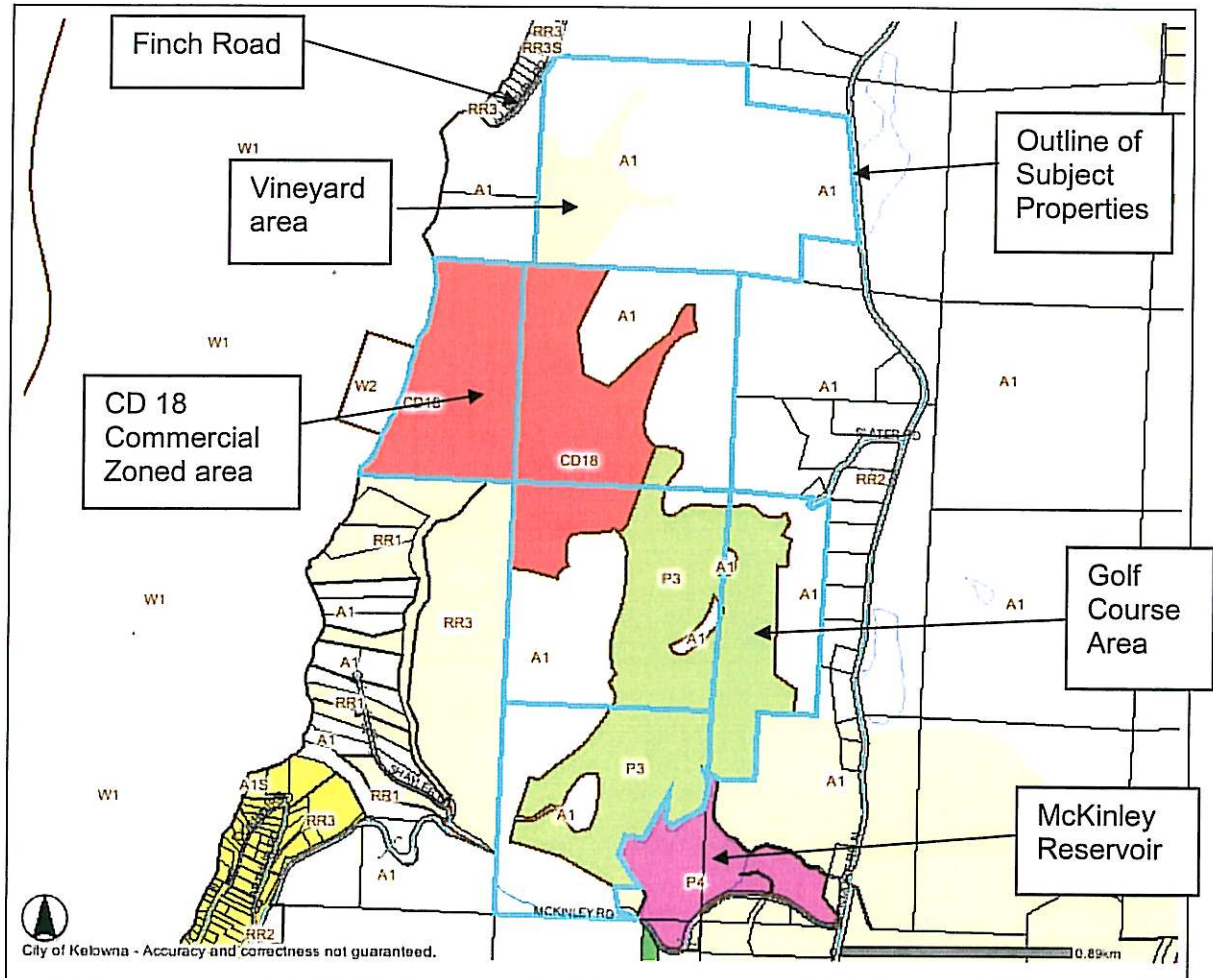 Finch Road
RR3
RR3S
RR3
W1
A1
A1
A1
Outline of
Subject
Properties
Vineyard
area
A1
W1
W2
CD18
A1
A1
A1
CD 18
Commercial
Zoned area
SLATER RD
CD18
RR2
RR1
P3
A1
A1
A1
Golf
Course
Area
W1
A1
RR3
A1
A1
A1
RR1
A1
SHAYLER
P3
A1
W1
A1S
RR3
RR1
A1
McKinley
Reservoir
A1
P4
MCKINLEY RD
RR2
City of Kelowna - Accuracy and correctness not guaranteed.
0.89km